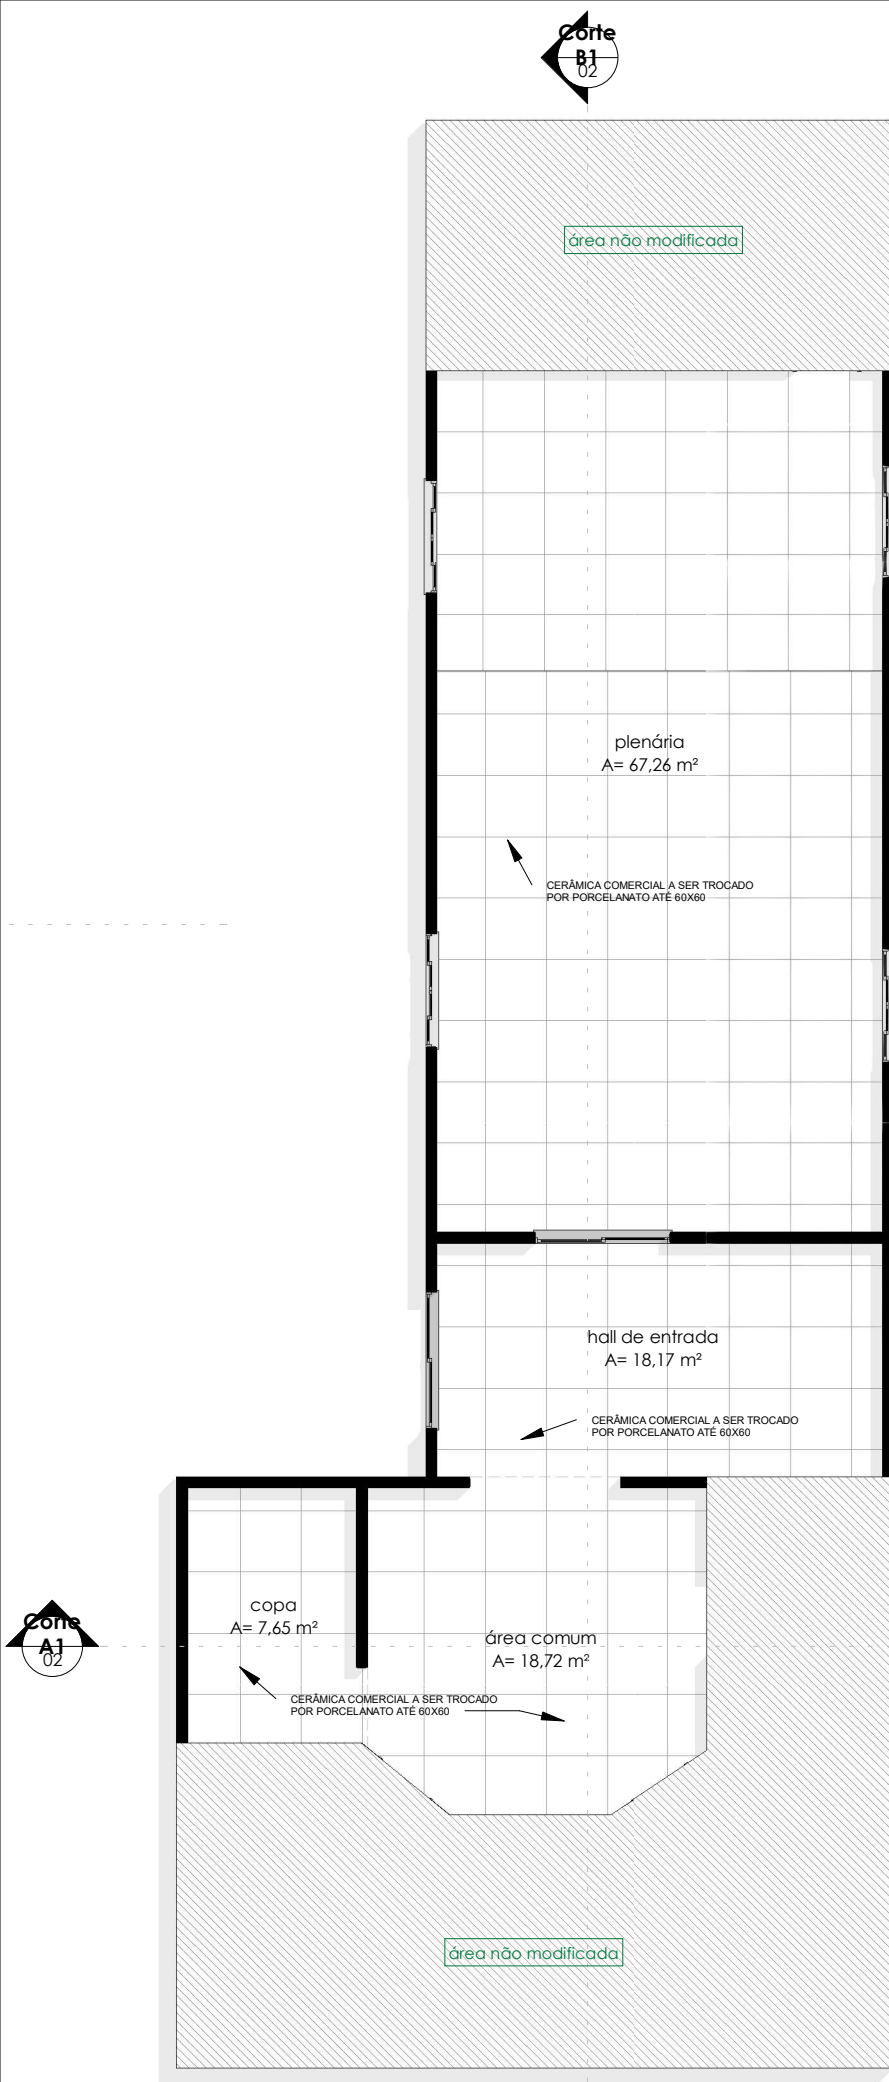 Corte
B1
02
área não modificada
plenária
A= 67,26 m²
CERÂMICA COMERCIAL A SER TROCADO
POR PORCELANATO ATÉ 60X60
hall de entrada
A= 18,17 m²
CERÂMICA COMERCIAL A SER TROCADO
POR PORCELANATO ATÉ 60X60
copa
A= 7,65 m²
Corte
A1
02
área comum
A= 18,72 m²
CERÂMICA COMERCIAL A SER TROCADO
POR PORCELANATO ATÉ 60X60
área não modificada